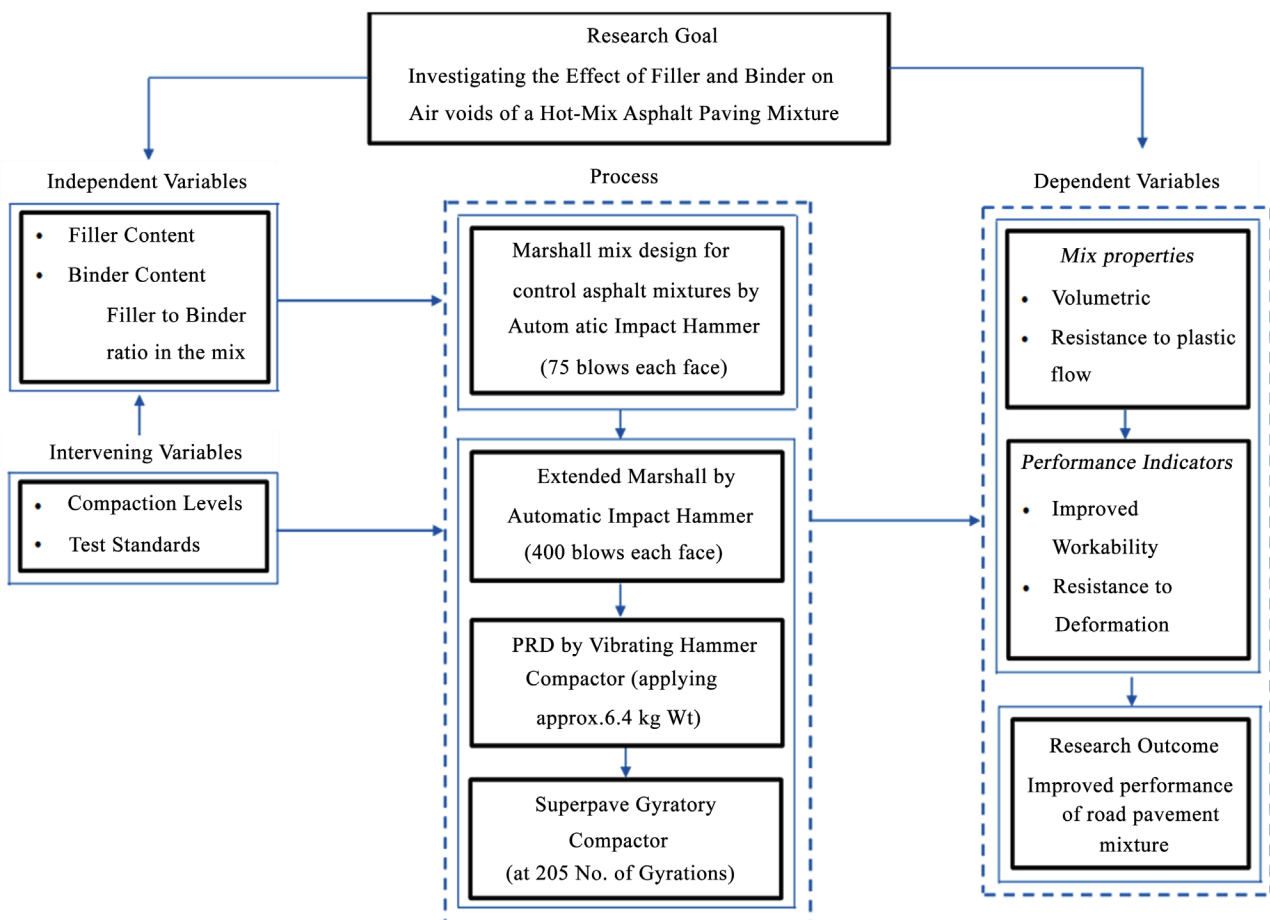 Research Goal
Investigating the Effect of Filler and Binder on
Air voids of a Hot-Mix Asphalt Paving Mixture
Independent Variables
• Filler Content
• Binder Content
Filler to Binder
ratio in the mix
Intervening Variables
• Compaction Levels
• Test Standards
Process
Marshall mix design for
control asphalt mixtures by
Autom atic Impact Hammer
(75 blows each face)
Extended Marshall by
Automatic Impact Hammer
(400 blows each face)
PRD by Vibrating Hammer
Compactor (applying
approx.6.4 kg Wt)
Superpave Gyratory
Compactor
(at 205 No. of Gyrations)
Dependent Variables
Mix properties
• Volumetric
• Resistance to plastic
flow
Performance Indicators
• Improved
Workability
• Resistance to
Deformation
Research Outcome
Improved performance
of road pavement
mixture